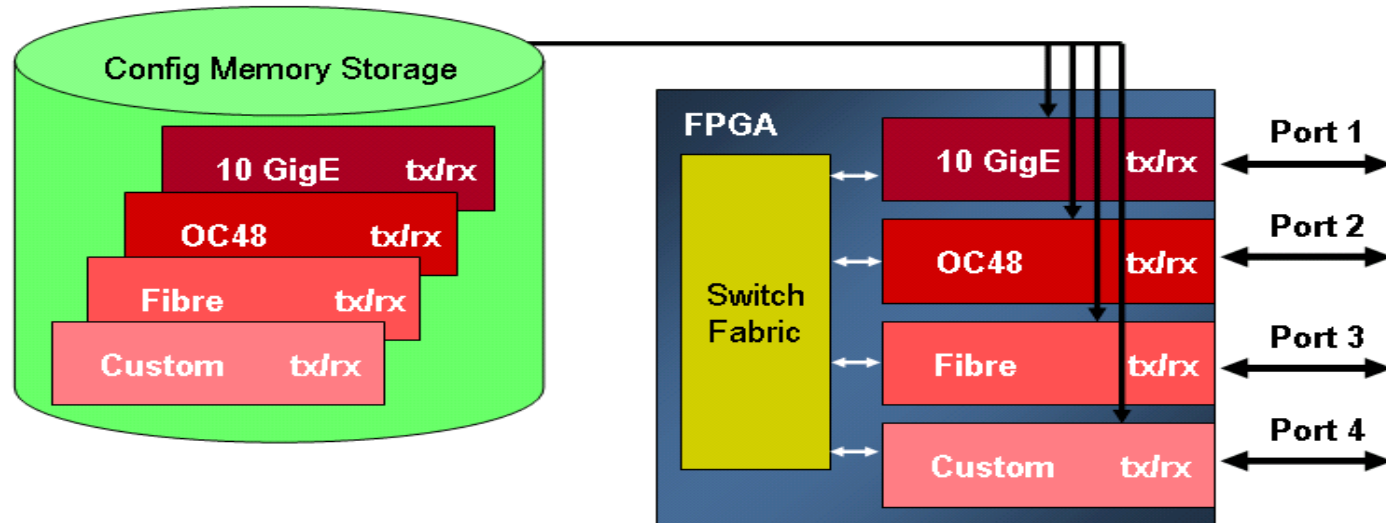 Config Memory Storage
10 GigE tx/rx
OC48 tx/rx
Fibre tx/rx
Custom tx/rx
FPGA
Switch
Fabric
10 GigE tx/rx
OC48 tx/rx
Fibre tx/rx
Custom tx/rx
Port 1
Port 2
Port 3
Port 4